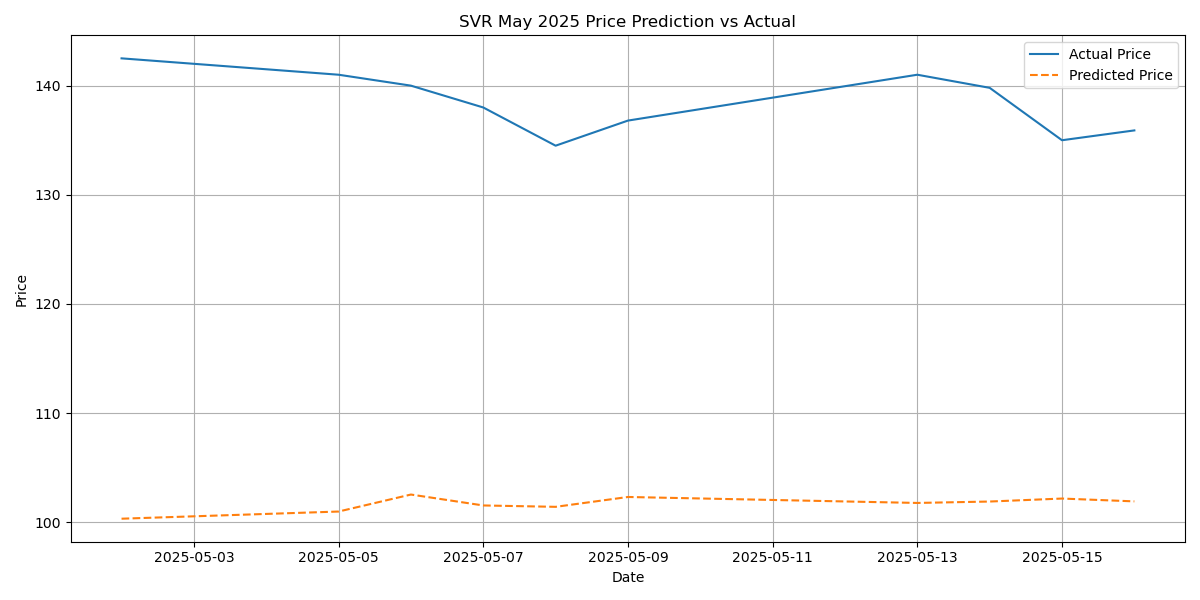 SVR May 2025 Price Prediction vs Actual
Actual Price
Predicted Price
Price
140
130
120
110
100
2025-05-03
2025-05-05
2025-05-07
2025-05-09
2025-05-11
2025-05-13
2025-05-15
Date